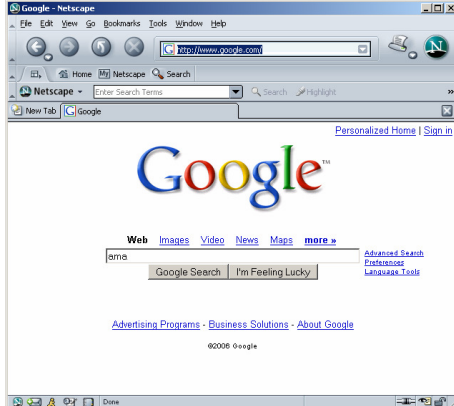 Google - Netscape
File Edit View Go Bookmarks Tools Window Help
http://www.google.com/
Home My Netscape Search
Netscape Enter Search Terms Search Highlight
New Tab Google
Personalized Home | Sign in
Google™
Web Images Video News Maps more »
ama
Advanced Search
Preferences
Language Tools
Google Search I'm Feeling Lucky
Advertising Programs - Business Solutions - About Google
©2006 Google
Done